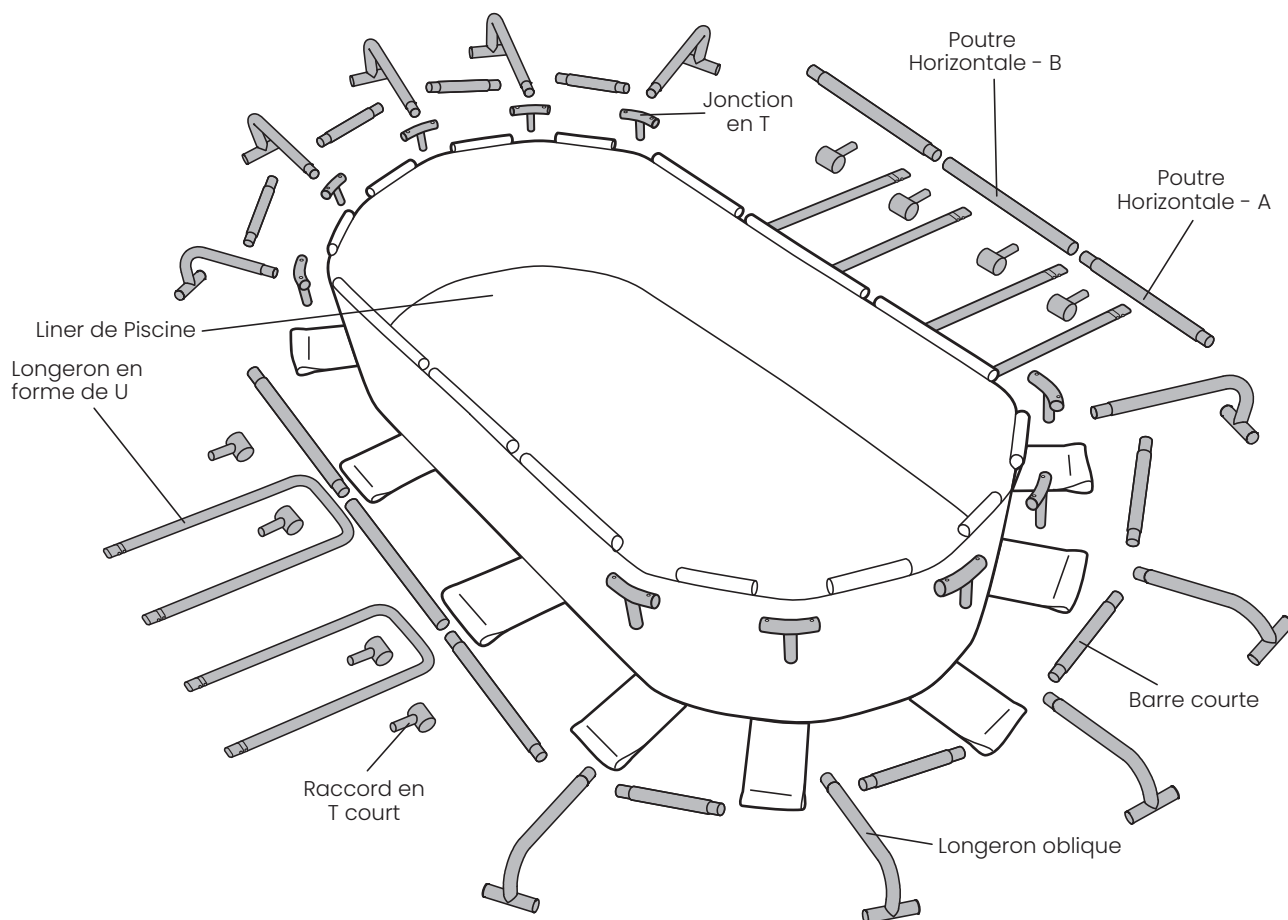 Poutre
Horizontale - B
Jonction
en T
Poutre
Horizontale - A
Liner de Piscine
Longeron en
forme de U
Barre courte
Raccord en
T court
Longeron oblique